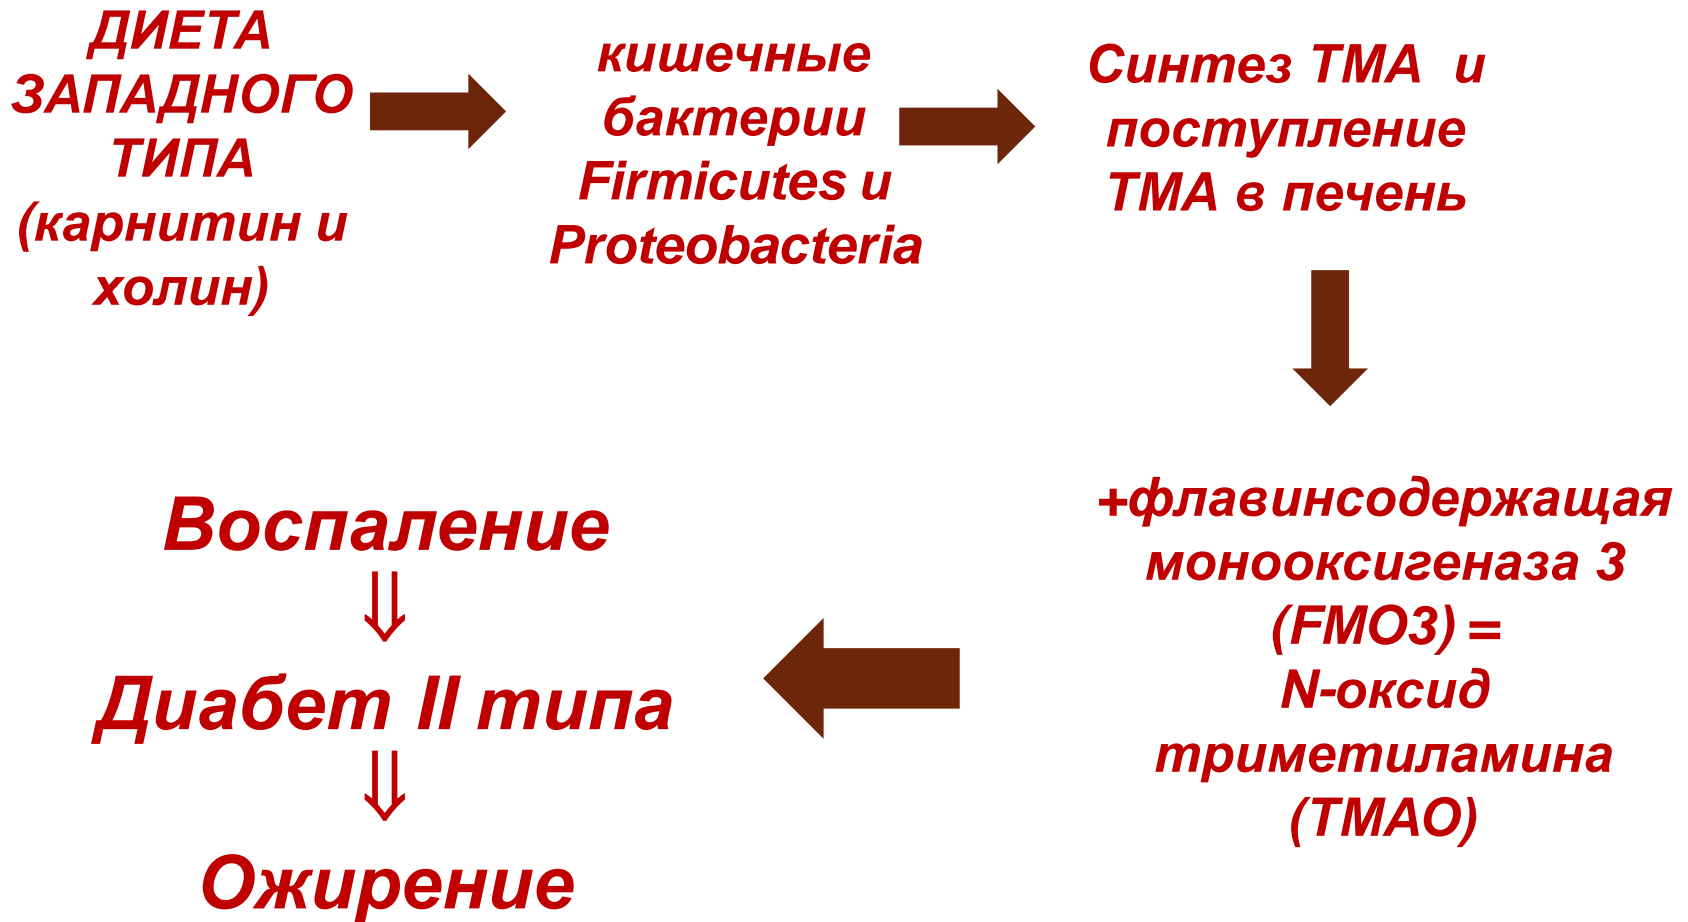 ДИЕТА
ЗАПАДНОГО
ТИПА
(карнитин и
холин)
кишечные
бактерии
Firmicutes и
Proteobacteria
Синтез ТМА и
поступление
ТМА в печень
+флавинсодержащая
монооксигеназа 3
(FMO3) =
N-оксид
триметиламина
(ТМАО)
Воспаление
⇓
Диабет II типа
⇓
Ожирение